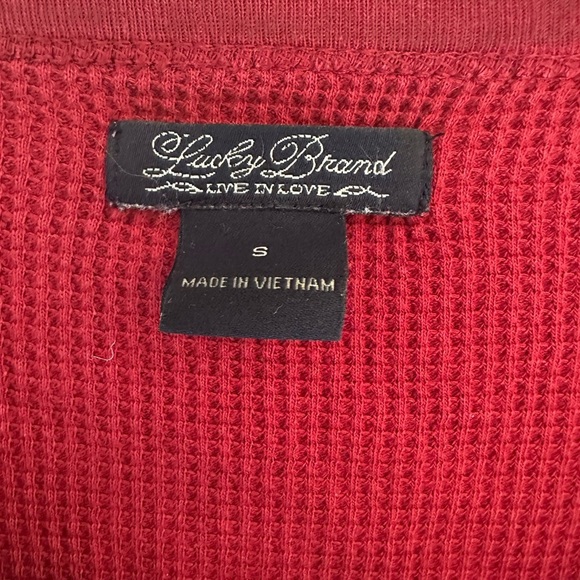 Lucky Brand
LIVE IN LOVE
S
MADE IN VIETNAM